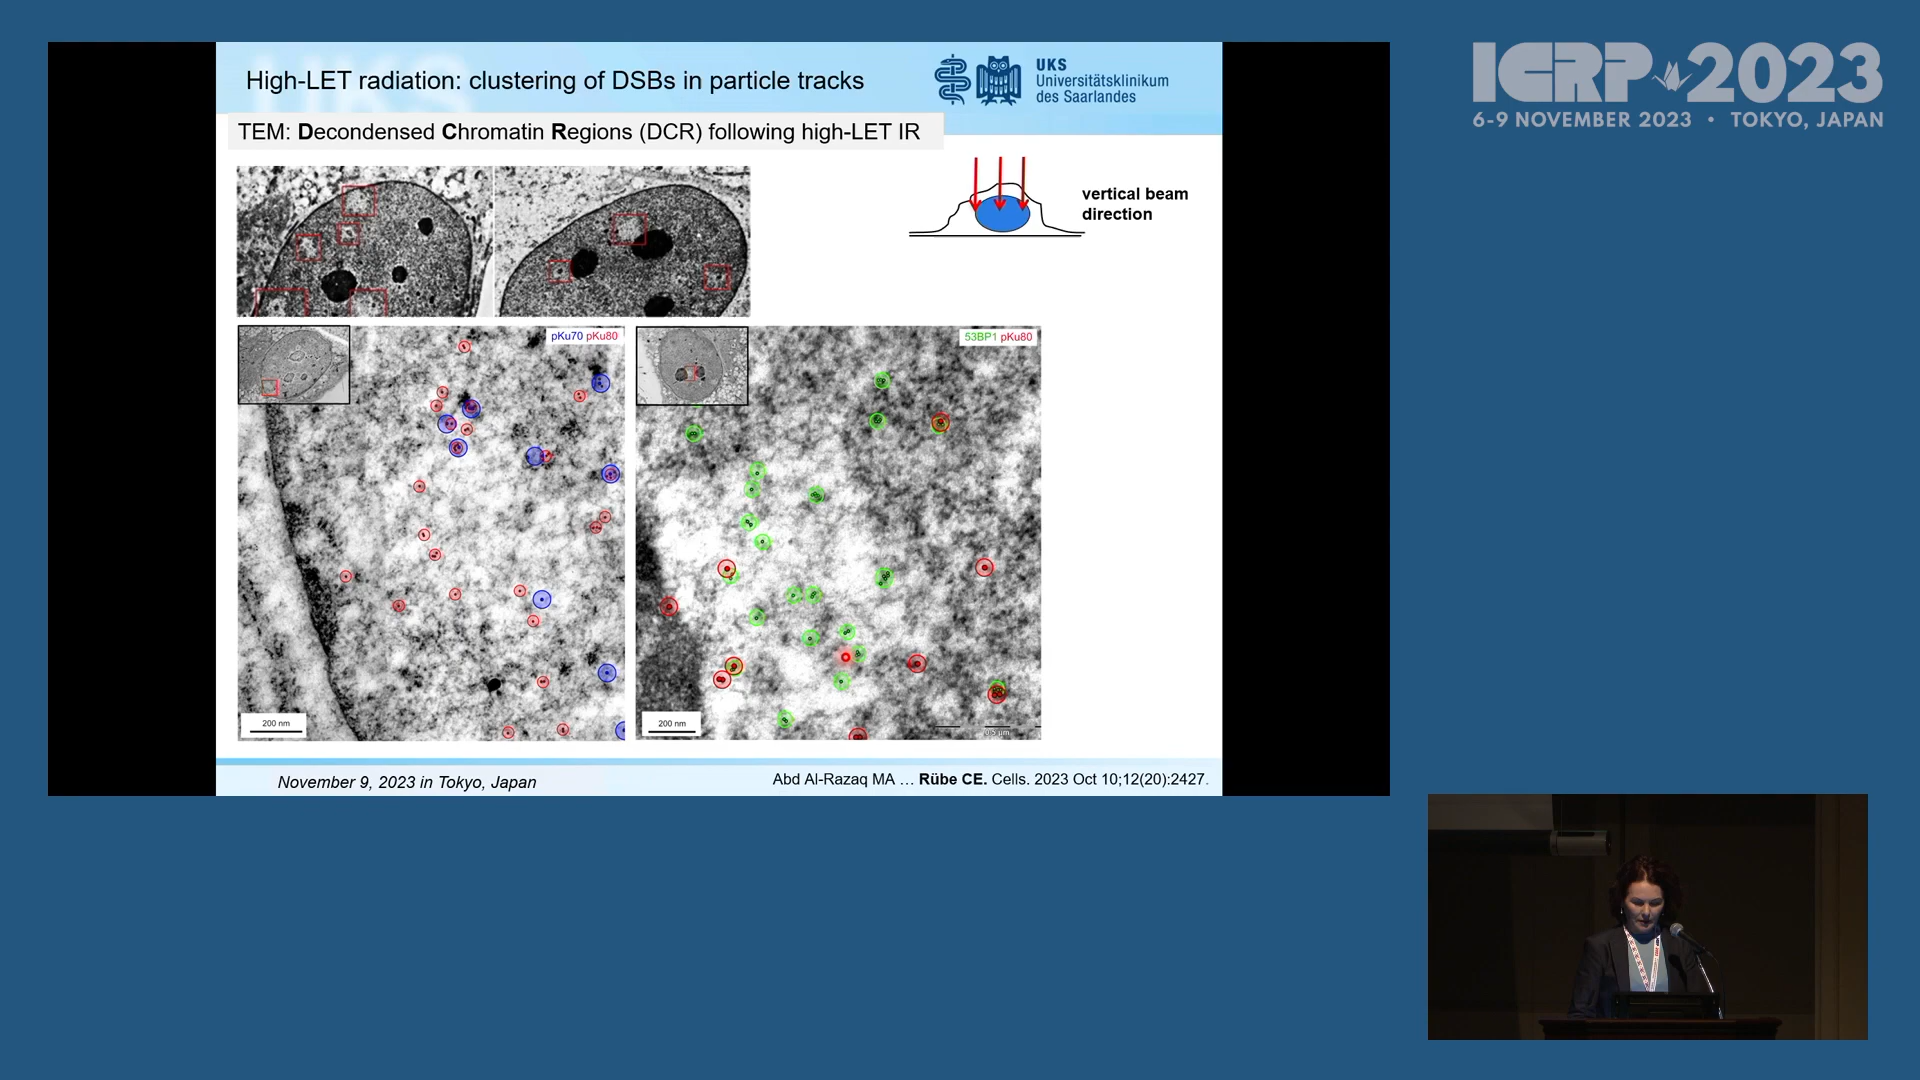 High-LET radiation: clustering of DSBs in particle tracks
UKS
Universitätsklinikum
des Saarlandes
TEM: Decondensed Chromatin Regions (DCR) following high-LET IR
vertical beam
direction
pKu70 pKu80
53BP1 pKu80
200 nm
200 nm
0.5 µm
November 9, 2023 in Tokyo, Japan
Abd Al-Razaq MA … Rübe CE. Cells. 2023 Oct 10;12(20):2427.
ICRP 2023
6-9 NOVEMBER 2023 • TOKYO, JAPAN